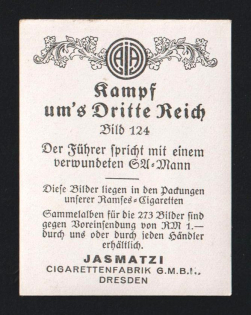 AJA
Kampf
um's Dritte Reich
Bild 124
Der Führer spricht mit einem
verwundeten SA-Mann
Diese Bilder liegen in den Packungen
unserer Ramses-Cigaretten
Sammelalben für die 273 Bilder sind
gegen Voreinsendung von RM 1.—
durch uns oder durch jeden Händler
erhältlich.
JASMATZI
CIGARETTENFABRIK G.M.B.H.,
DRESDEN